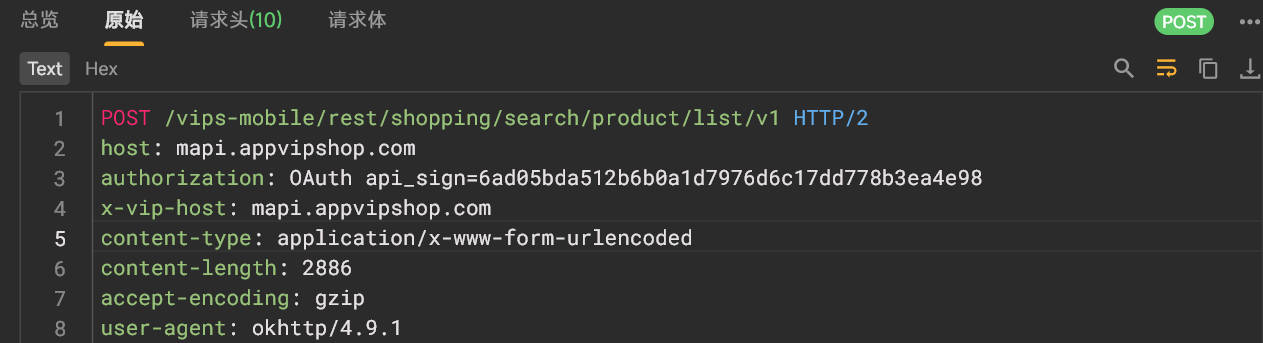 总览 原始 请求头(10) 请求体 POST
Text Hex
1 POST /vips-mobile/rest/shopping/search/product/list/v1 HTTP/2
2 host: mapi.appvipshop.com
3 authorization: OAuth api_sign=6ad05bda512b6b0a1d7976d6c17dd778b3ea4e98
4 x-vip-host: mapi.appvipshop.com
5 content-type: application/x-www-form-urlencoded
6 content-length: 2886
7 accept-encoding: gzip
8 user-agent: okhttp/4.9.1